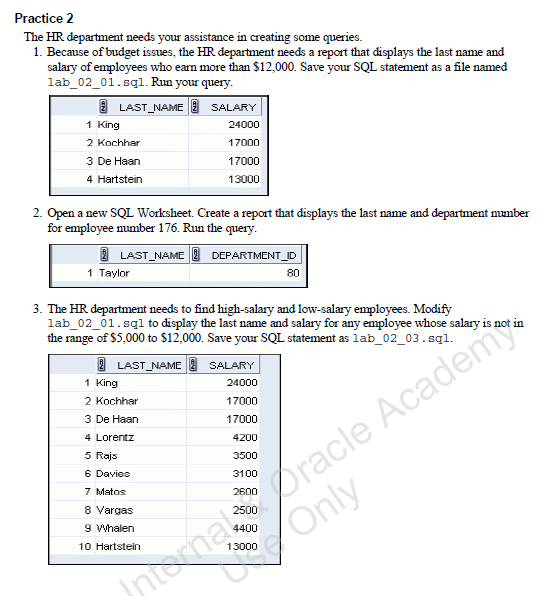 Practice 2
The HR department needs your assistance in creating some queries.
1. Because of budget issues, the HR department needs a report that displays the last name and
salary of employees who earn more than $12,000. Save your SQL statement as a file named
lab_02_01.sql. Run your query.
LAST_NAME SALARY
1 King 24000
2 Kochhar 17000
3 De Haan 17000
4 Hartstein 13000
2. Open a new SQL Worksheet. Create a report that displays the last name and department number
for employee number 176. Run the query.
LAST_NAME DEPARTMENT_ID
1 Taylor 80
3. The HR department needs to find high-salary and low-salary employees. Modify
lab_02_01.sql to display the last name and salary for any employee whose salary is not in
the range of $5,000 to $12,000. Save your SQL statement as lab_02_03.sql.
LAST_NAME SALARY
1 King 24000
2 Kochhar 17000
3 De Haan 17000
4 Lorentz 4200
5 Rajs 3500
6 Davies 3100
7 Matos 2600
8 Vargas 2500
9 Whalen 4400
10 Hartstein 13000
Internal & Oracle Academy
Use Only